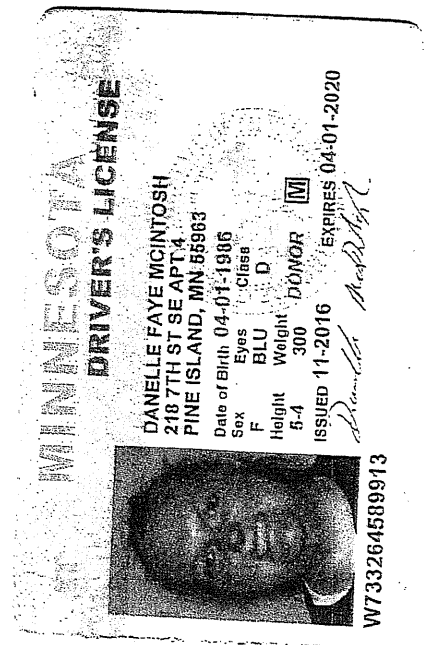 MINNESOTA
DRIVER'S LICENSE
DANELLE FAYE MCINTOSH
218 7TH ST SE APT 4
PINE ISLAND, MN 55963
Date of Birth 04-01-1986
Sex Eyes Class
F BLU D
Height Weight
5-4 300 DONOR M
ISSUED 11-2016 EXPIRES 04-01-2020
W733264589913